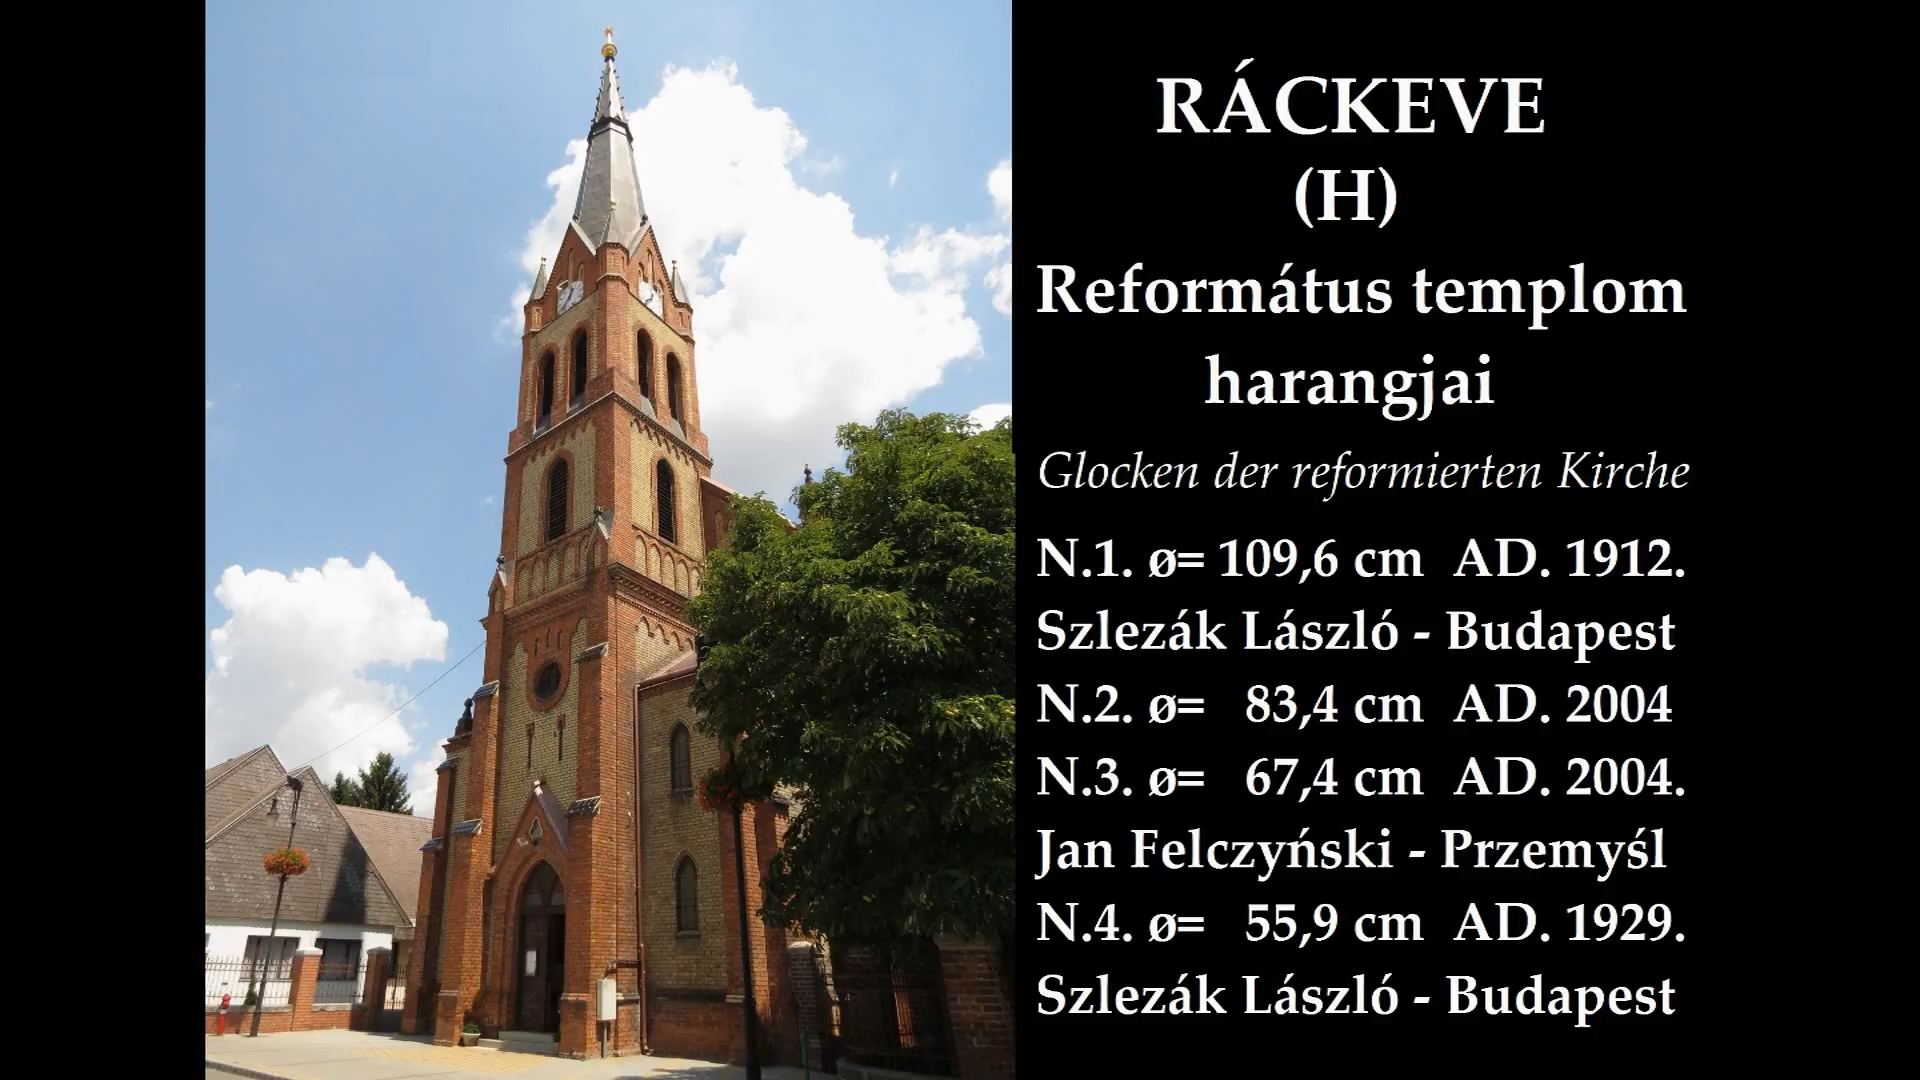 RÁCKEVE
(H)
Református templom
harangjai
Glocken der reformierten Kirche
N.1. ø= 109,6 cm AD. 1912.
Szlezák László - Budapest
N.2. ø= 83,4 cm AD. 2004
N.3. ø= 67,4 cm AD. 2004.
Jan Felczyński - Przemyśl
N.4. ø= 55,9 cm AD. 1929.
Szlezák László - Budapest